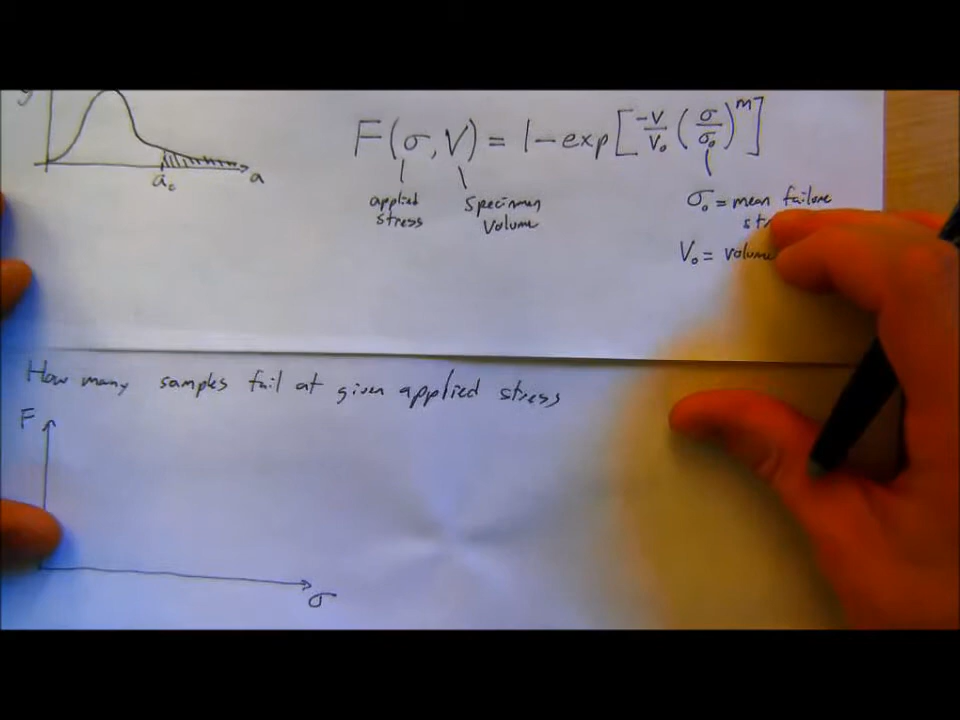 y
a_c a
F(σ, V) = 1 - exp[-V/V₀ (σ/σ₀)^m]
applied stress
specimen volume
σ₀ = mean failure
V₀ = volume
How many samples fail at given applied stress
F
σ